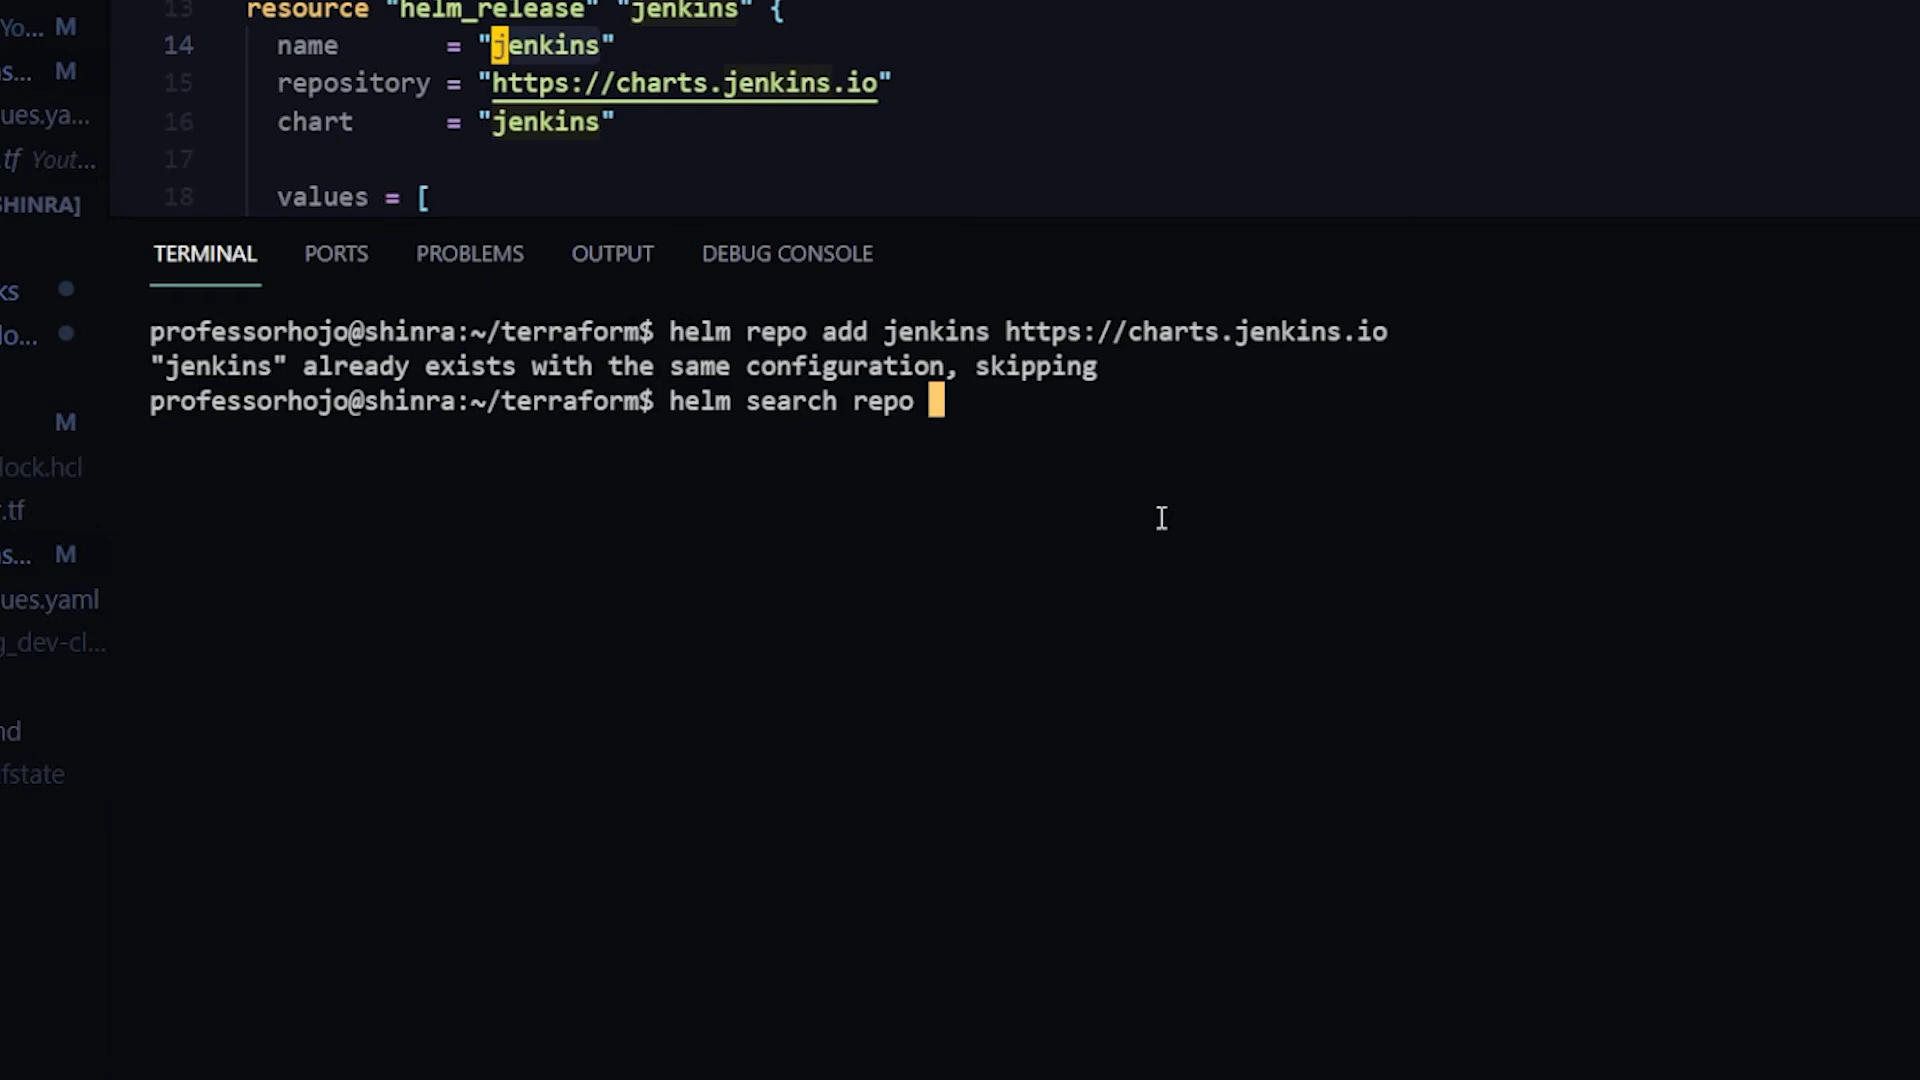 Yo... M
s... M
ues.ya...
.tf Yout...
SHINRA]
ks
lo...
M
lock.hcl
.tf
s... M
ues.yaml
g_dev-cl...
nd
fstate
13 resource "helm_release" "jenkins" {
14 name = "jenkins"
15 repository = "https://charts.jenkins.io"
16 chart = "jenkins"
17
18 values = [
TERMINAL PORTS PROBLEMS OUTPUT DEBUG CONSOLE
professorhojo@shinra:~/terraform$ helm repo add jenkins https://charts.jenkins.io
"jenkins" already exists with the same configuration, skipping
professorhojo@shinra:~/terraform$ helm search repo